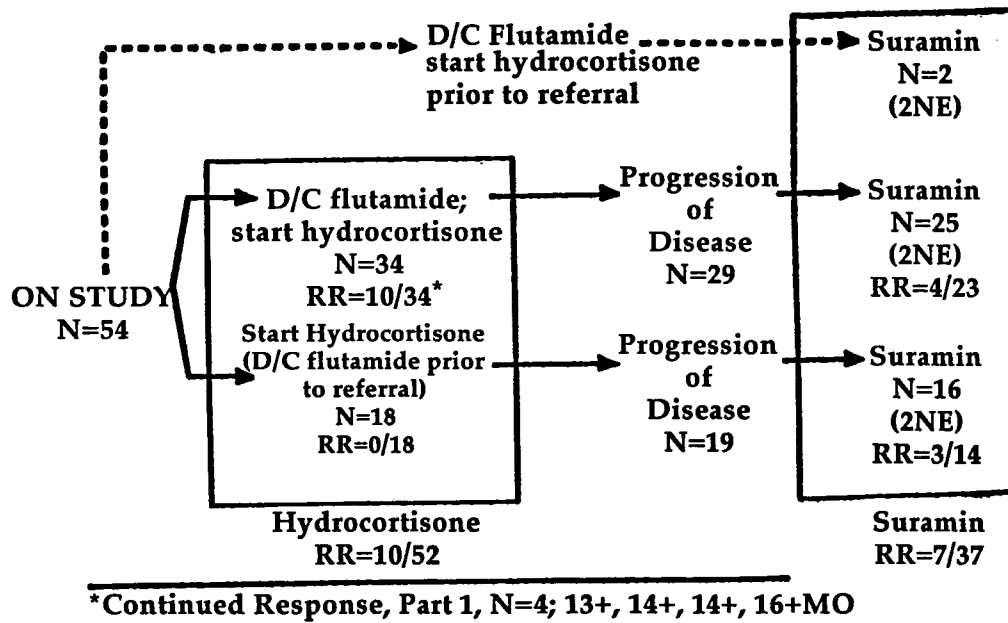 D/C Flutamide
start hydrocortisone
prior to referral
Suramin
N=2
(2NE)
ON STUDY
N=54
D/C flutamide;
start hydrocortisone
N=34
RR=10/34*
Progression
of
Disease
N=29
Suramin
N=25
(2NE)
RR=4/23
Start Hydrocortisone
(D/C flutamide prior
to referral)
N=18
RR=0/18
Progression
of
Disease
N=19
Suramin
N=16
(2NE)
RR=3/14
Hydrocortisone
RR=10/52
Suramin
RR=7/37
*Continued Response, Part 1, N=4; 13+, 14+, 14+, 16+MO